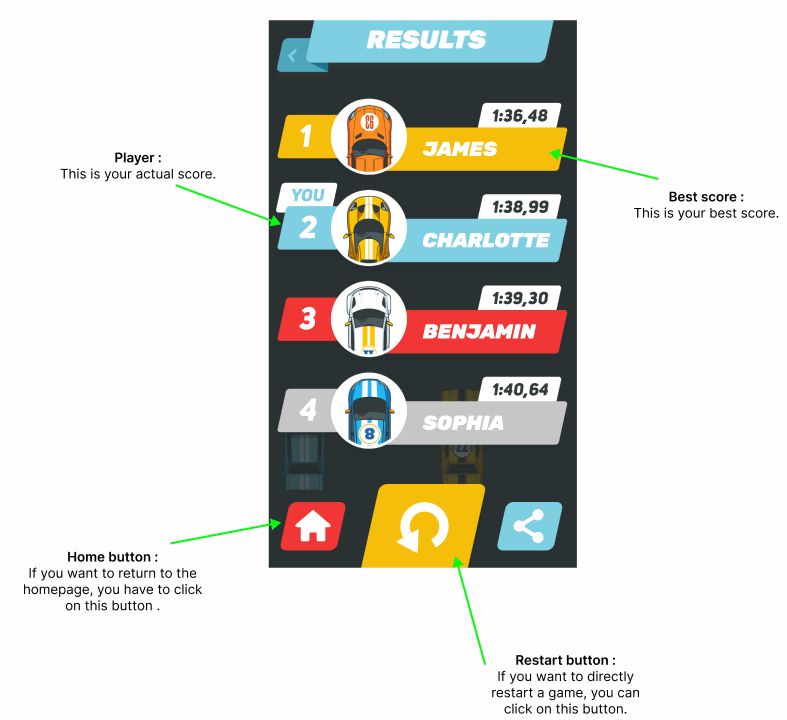 RESULTS
1
1:36,48
JAMES
Player :
This is your actual score.
Best score :
This is your best score.
YOU
2
1:38,99
CHARLOTTE
3
1:39,30
BENJAMIN
4
1:40,64
SOPHIA
8
Home button :
If you want to return to the
homepage, you have to click
on this button .
Restart button :
If you want to directly
restart a game, you can
click on this button.